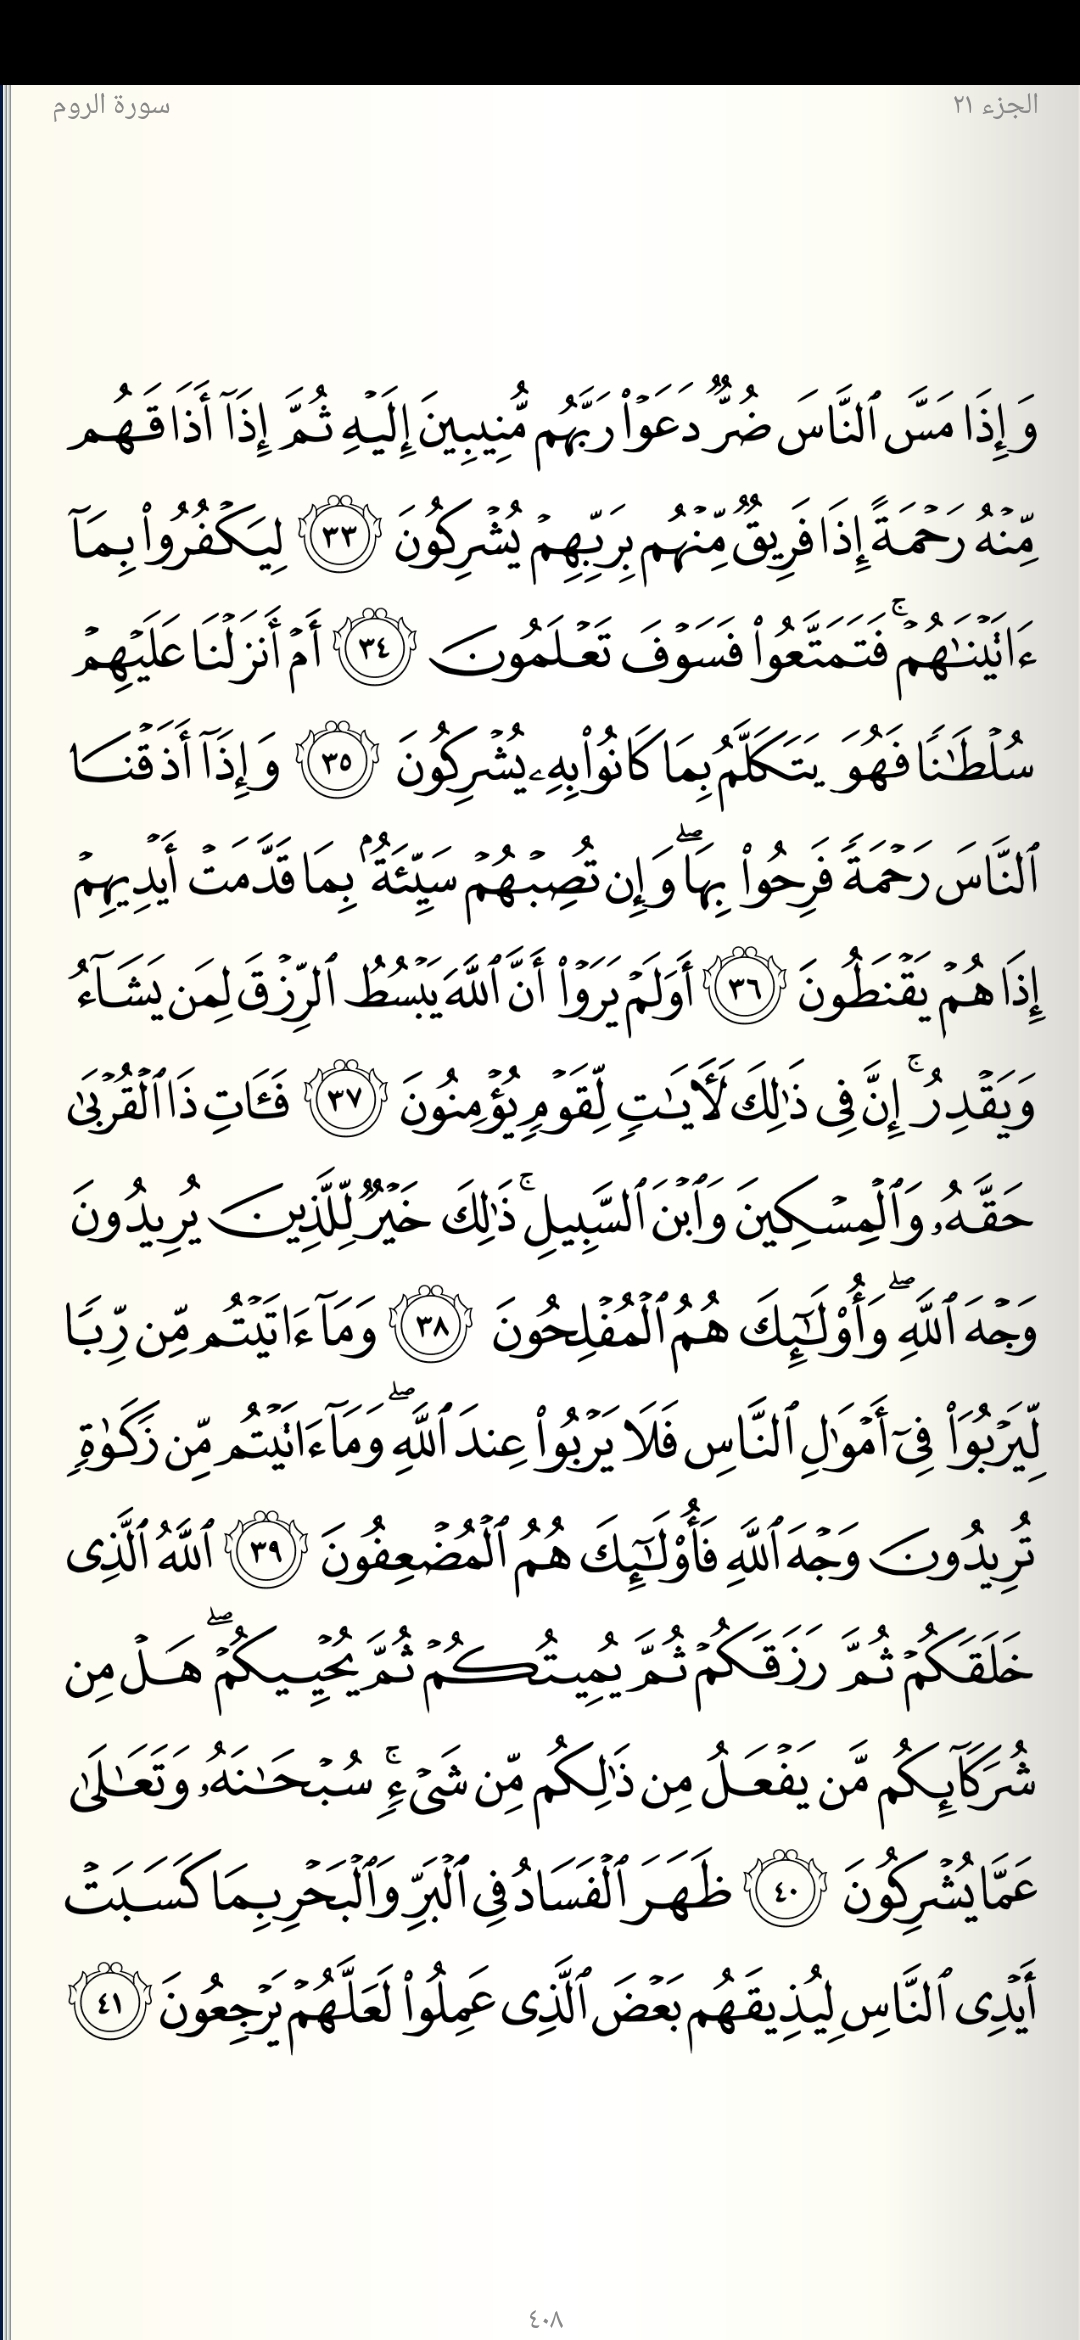 الجزء ٢١
سورة الروم
وَإِذَا مَسَّ ٱلنَّاسَ ضُرٌّ دَعَوۡاْ رَبَّهُم مُّنِيبِينَ إِلَيۡهِ ثُمَّ إِذَآ أَذَاقَهُم
مِّنۡهُ رَحۡمَةً إِذَا فَرِيقٌ مِّنۡهُم بِرَبِّهِمۡ يُشۡرِكُونَ ٣٣ لِيَكۡفُرُواْ بِمَآ
ءَاتَيۡنَٰهُمۡۚ فَتَمَتَّعُواْ فَسَوۡفَ تَعۡلَمُونَ ٣٤ أَمۡ أَنزَلۡنَا عَلَيۡهِمۡ
سُلۡطَٰنًا فَهُوَ يَتَكَلَّمُ بِمَا كَانُواْ بِهِۦ يُشۡرِكُونَ ٣٥ وَإِذَآ أَذَقۡنَا
ٱلنَّاسَ رَحۡمَةً فَرِحُواْ بِهَاۖ وَإِن تُصِبۡهُمۡ سَيِّئَةُۢ بِمَا قَدَّمَتۡ أَيۡدِيهِمۡ
إِذَا هُمۡ يَقۡنَطُونَ ٣٦ أَوَلَمۡ يَرَوۡاْ أَنَّ ٱللَّهَ يَبۡسُطُ ٱلرِّزۡقَ لِمَن يَشَآءُ
وَيَقۡدِرُۚ إِنَّ فِي ذَٰلِكَ لَأٓيَٰتٍ لِّقَوۡمٍ يُؤۡمِنُونَ ٣٧ فَـَٔاتِ ذَا ٱلۡقُرۡبَىٰ
حَقَّهُۥ وَٱلۡمِسۡكِينَ وَٱبۡنَ ٱلسَّبِيلِۚ ذَٰلِكَ خَيۡرٌ لِّلَّذِينَ يُرِيدُونَ
وَجۡهَ ٱللَّهِۖ وَأُوْلَٰٓئِكَ هُمُ ٱلۡمُفۡلِحُونَ ٣٨ وَمَآ ءَاتَيۡتُم مِّن رِّبًا
لِّيَرۡبُوَاْ فِيٓ أَمۡوَٰلِ ٱلنَّاسِ فَلَا يَرۡبُواْ عِندَ ٱللَّهِۖ وَمَآ ءَاتَيۡتُم مِّن زَكَوٰةٍ
تُرِيدُونَ وَجۡهَ ٱللَّهِ فَأُوْلَٰٓئِكَ هُمُ ٱلۡمُضۡعِفُونَ ٣٩ ٱللَّهُ ٱلَّذِي
خَلَقَكُمۡ ثُمَّ رَزَقَكُمۡ ثُمَّ يُمِيتُكُمۡ ثُمَّ يُحۡيِيكُمۡۖ هَلۡ مِن
شُرَكَآئِكُم مَّن يَفۡعَلُ مِن ذَٰلِكُم مِّن شَيۡءٍۚ سُبۡحَٰنَهُۥ وَتَعَٰلَىٰ
عَمَّا يُشۡرِكُونَ ٤٠ ظَهَرَ ٱلۡفَسَادُ فِي ٱلۡبَرِّ وَٱلۡبَحۡرِ بِمَا كَسَبَتۡ
أَيۡدِي ٱلنَّاسِ لِيُذِيقَهُم بَعۡضَ ٱلَّذِي عَمِلُواْ لَعَلَّهُمۡ يَرۡجِعُونَ ٤١
٤٠٨